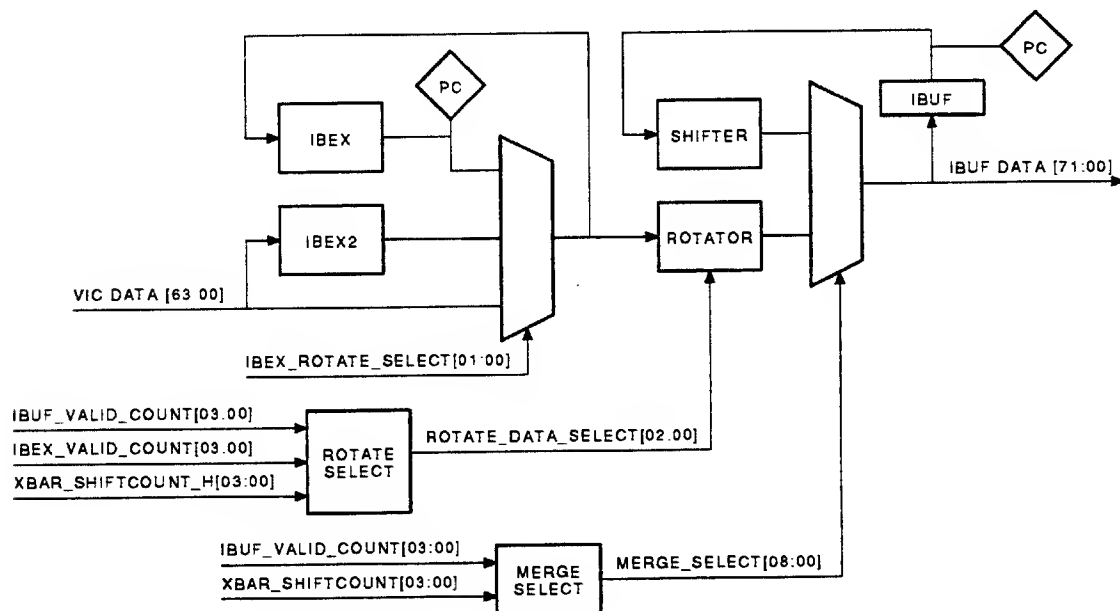 PC
PC
IBUF
IBEX
SHIFTER
IBUF DATA [71:00]
IBEX2
ROTATOR
VIC DATA [63 00]
IBEX_ROTATE_SELECT[01:00]
IBUF_VALID_COUNT[03.00]
IBEX_VALID_COUNT[03.00]
XBAR_SHIFTCOUNT_H[03:00]
ROTATE
SELECT
ROTATE_DATA_SELECT[02.00]
IBUF_VALID_COUNT[03:00]
XBAR_SHIFTCOUNT[03:00]
MERGE
SELECT
MERGE_SELECT[08:00]